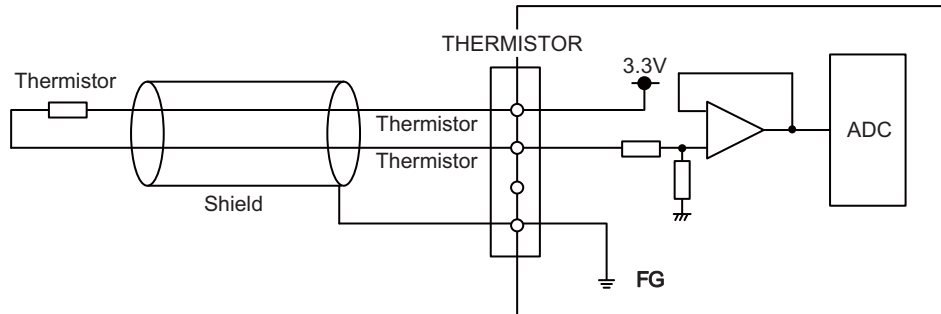 THERMISTOR
3.3V
Thermistor
Thermistor
ADC
Thermistor
Shield
FG